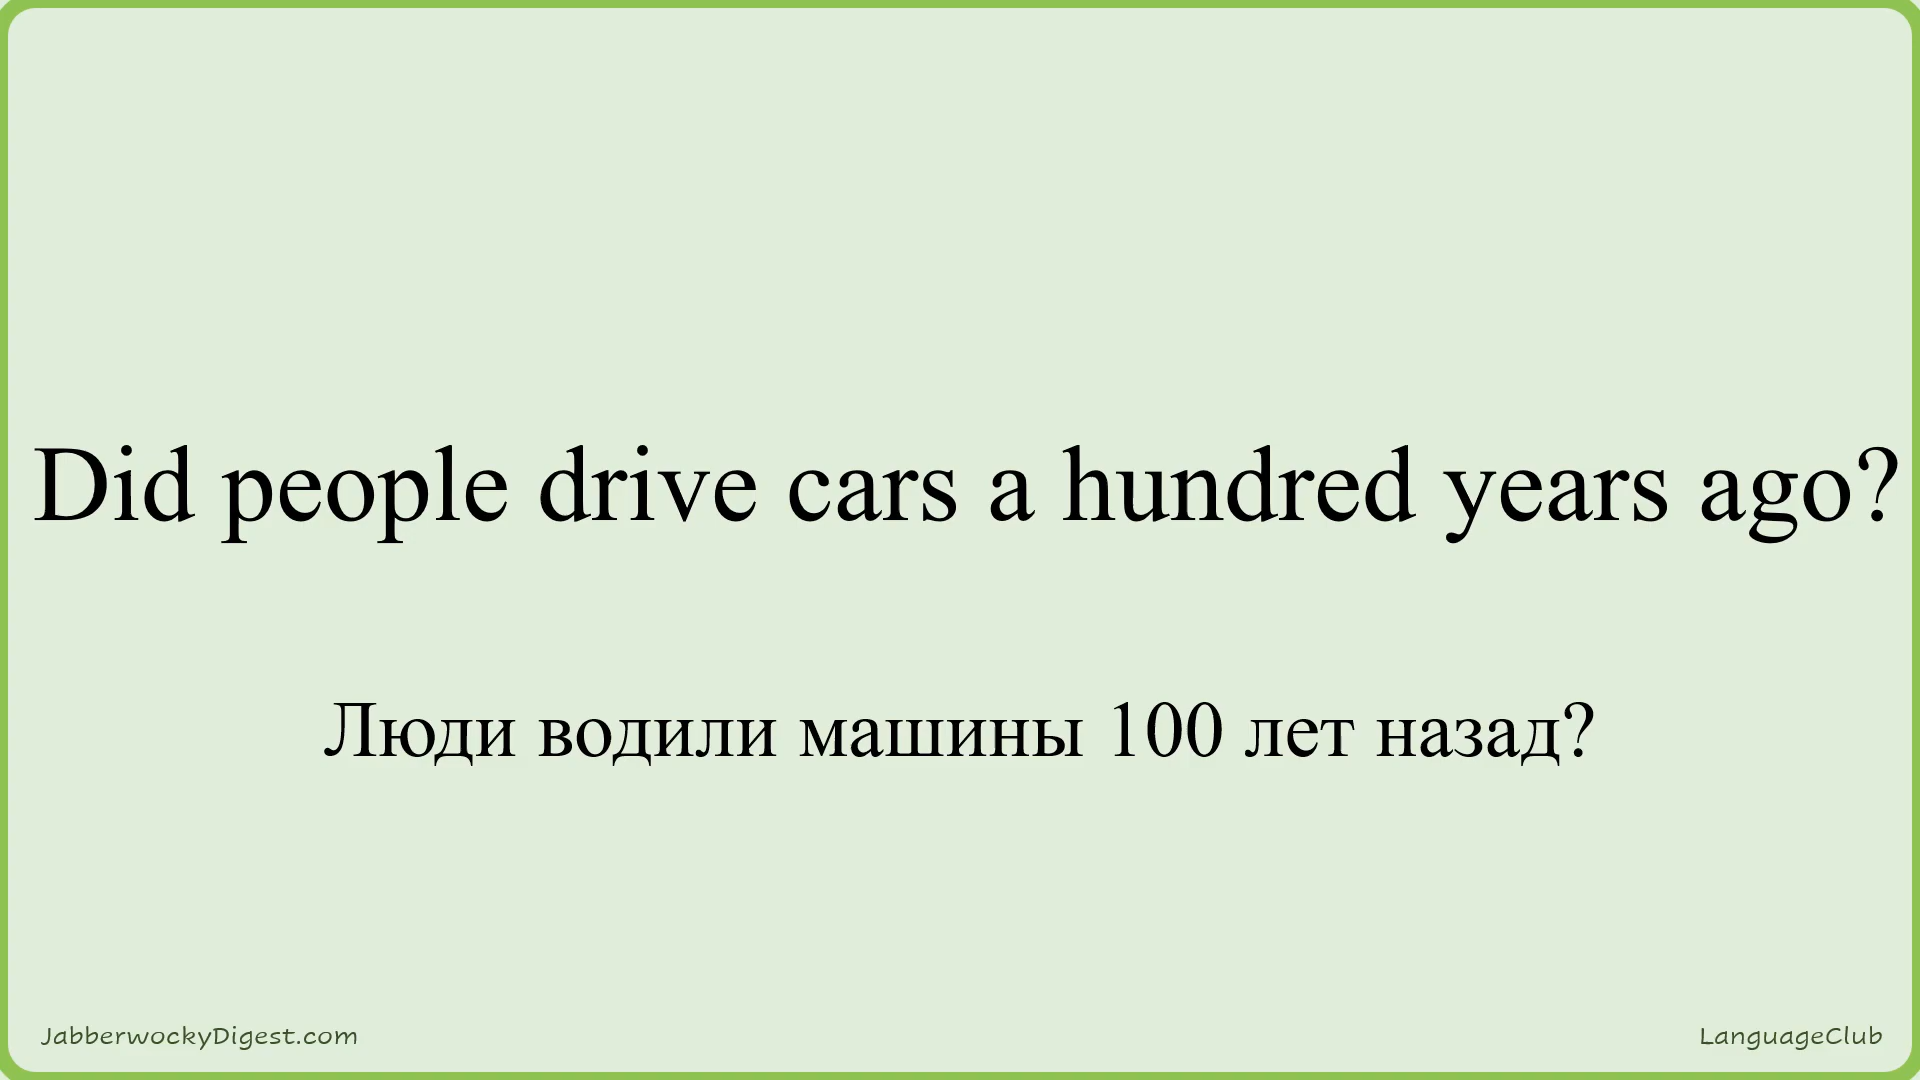 Did people drive cars a hundred years ago?
Люди водили машины 100 лет назад?
JabberwockyDigest.com
LanguageClub